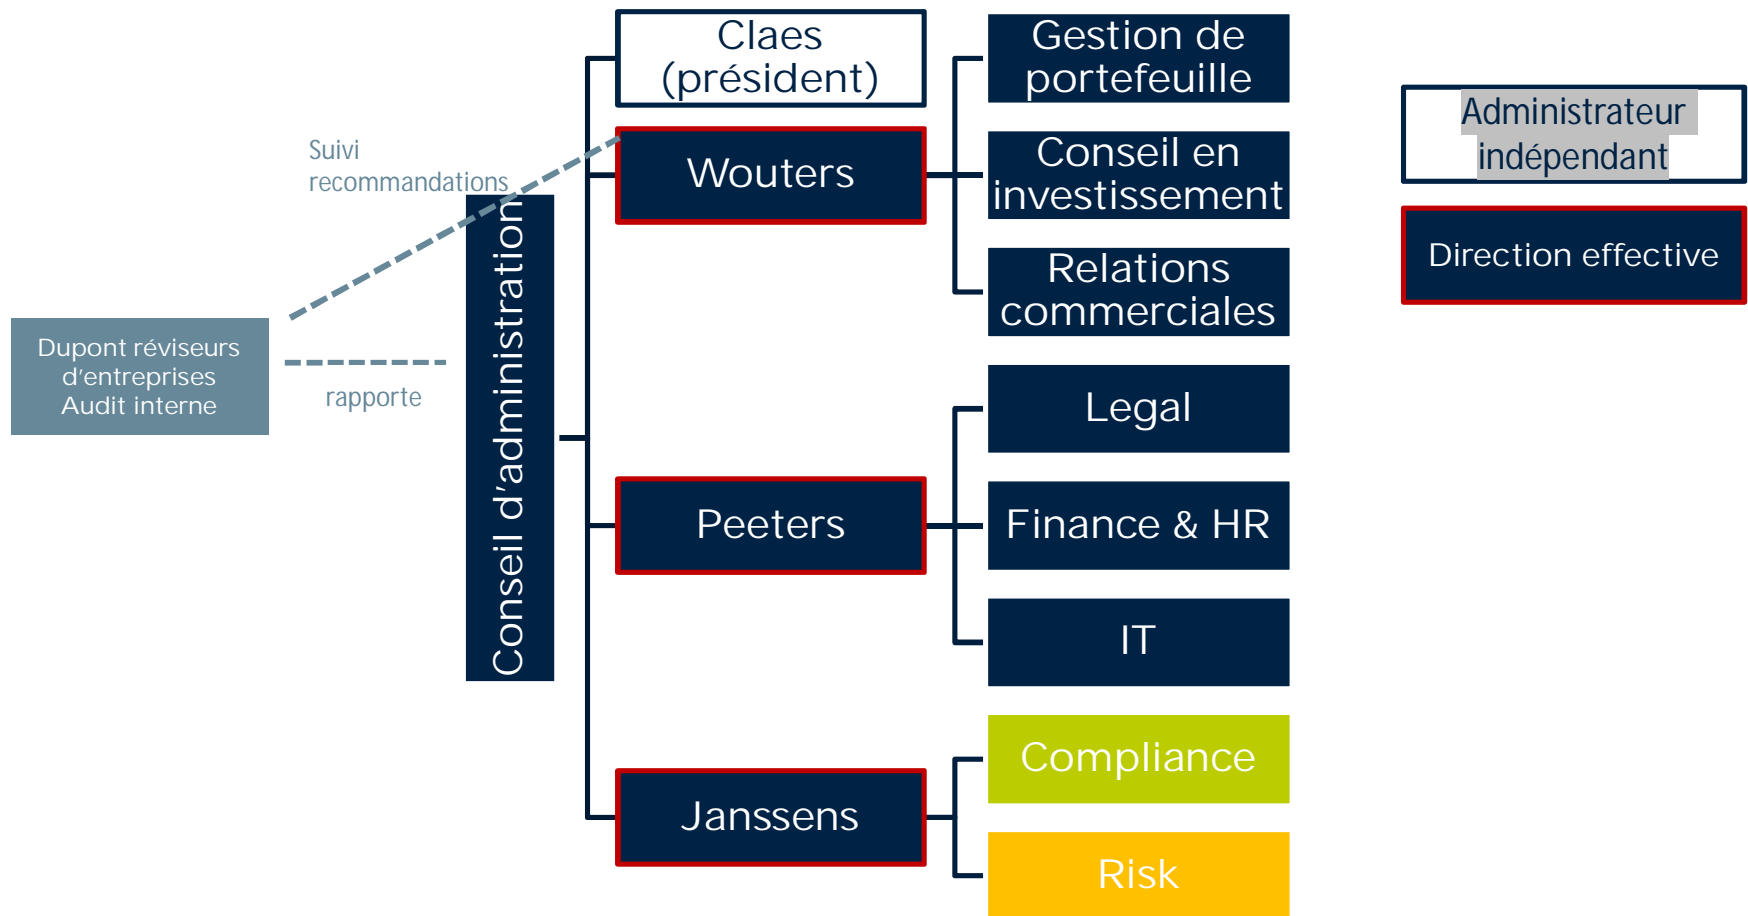 Claes
(président)
Gestion de
portefeuille
Administrateur
indépendant
Suivi
recommandations
Wouters
Conseil en
investissement
Direction effective
Relations
commerciales
Conseil d'administration
Dupont réviseurs
d'entreprises
Audit interne
rapporte
Legal
Peeters
Finance & HR
IT
Compliance
Janssens
Risk